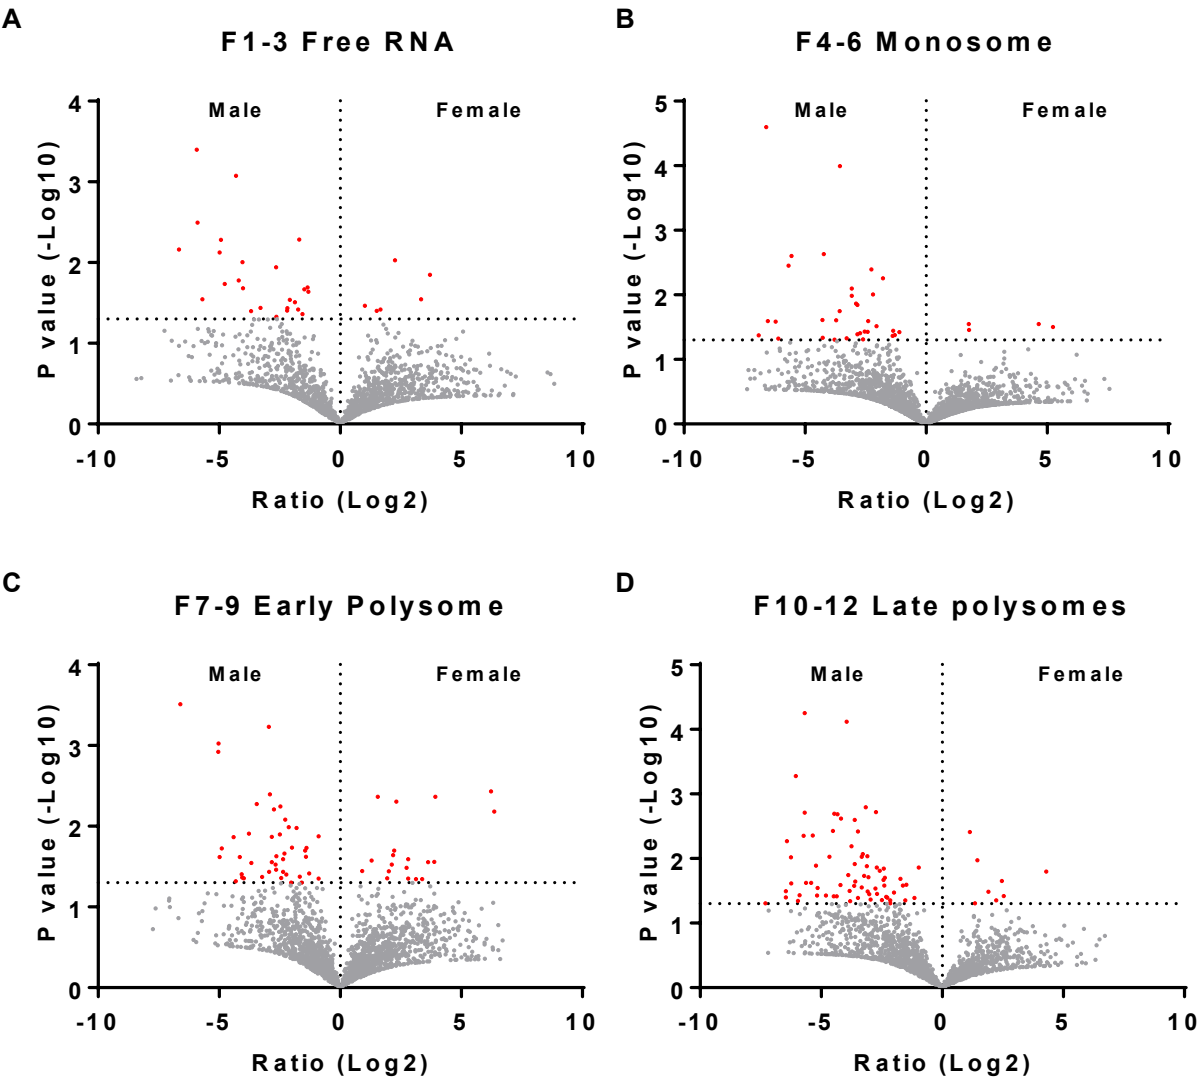 A
F1-3 Free RNA
Male
Female
P value (-Log10)
4
3
2
1
0
-10
-5
0
5
10
Ratio (Log2)
B
F4-6 Monosome
Male
Female
P value (-Log10)
5
4
3
2
1
0
-10
-5
0
5
10
Ratio (Log2)
C
F7-9 Early Polysome
Male
Female
P value (-Log10)
4
3
2
1
0
-10
-5
0
5
10
Ratio (Log2)
D
F10-12 Late polysomes
Male
Female
P value (-Log10)
5
4
3
2
1
0
-10
-5
0
5
10
Ratio (Log2)